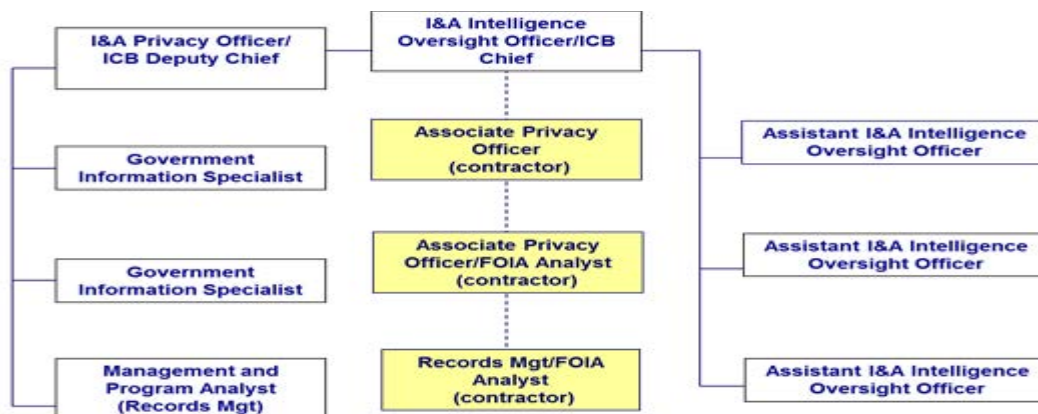 I&A Privacy Officer/
ICB Deputy Chief
I&A Intelligence
Oversight Officer/ICB
Chief
Associate Privacy
Officer
(contractor)
Assistant I&A Intelligence
Oversight Officer
Government
Information Specialist
Associate Privacy
Officer/FOIA Analyst
(contractor)
Assistant I&A Intelligence
Oversight Officer
Government
Information Specialist
Management and
Program Analyst
(Records Mgt)
Records Mgt/FOIA
Analyst
(contractor)
Assistant I&A Intelligence
Oversight Officer